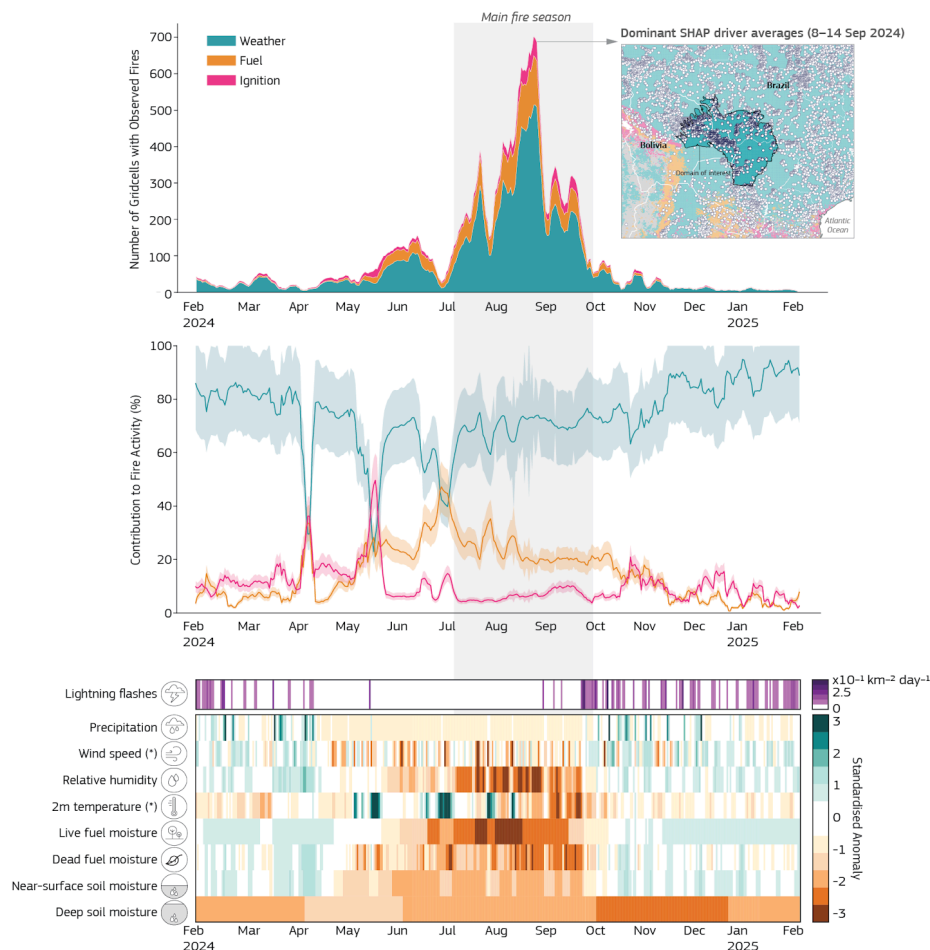 Main fire season
Dominant SHAP driver averages (8–14 Sep 2024)
Number of Gridcells with Observed Fires
700
600
500
400
300
200
100
0
Weather
Fuel
Ignition
Brazil
Bolivia
Domain of interest
Atlantic
Ocean
Feb Mar Apr May Jun Jul Aug Sep Oct Nov Dec Jan Feb
2024 2025
Contribution to Fire Activity (%)
100
80
60
40
20
0
Feb Mar Apr May Jun Jul Aug Sep Oct Nov Dec Jan Feb
2024 2025
Lightning flashes
x10⁻¹ km⁻² day⁻¹
2.5
0
Precipitation
Wind speed (*)
Relative humidity
2m temperature (*)
Live fuel moisture
Dead fuel moisture
Near-surface soil moisture
Deep soil moisture
3
2
1
0
-1
-2
-3
Standardised Anomaly
Feb Mar Apr May Jun Jul Aug Sep Oct Nov Dec Jan Feb
2024 2025